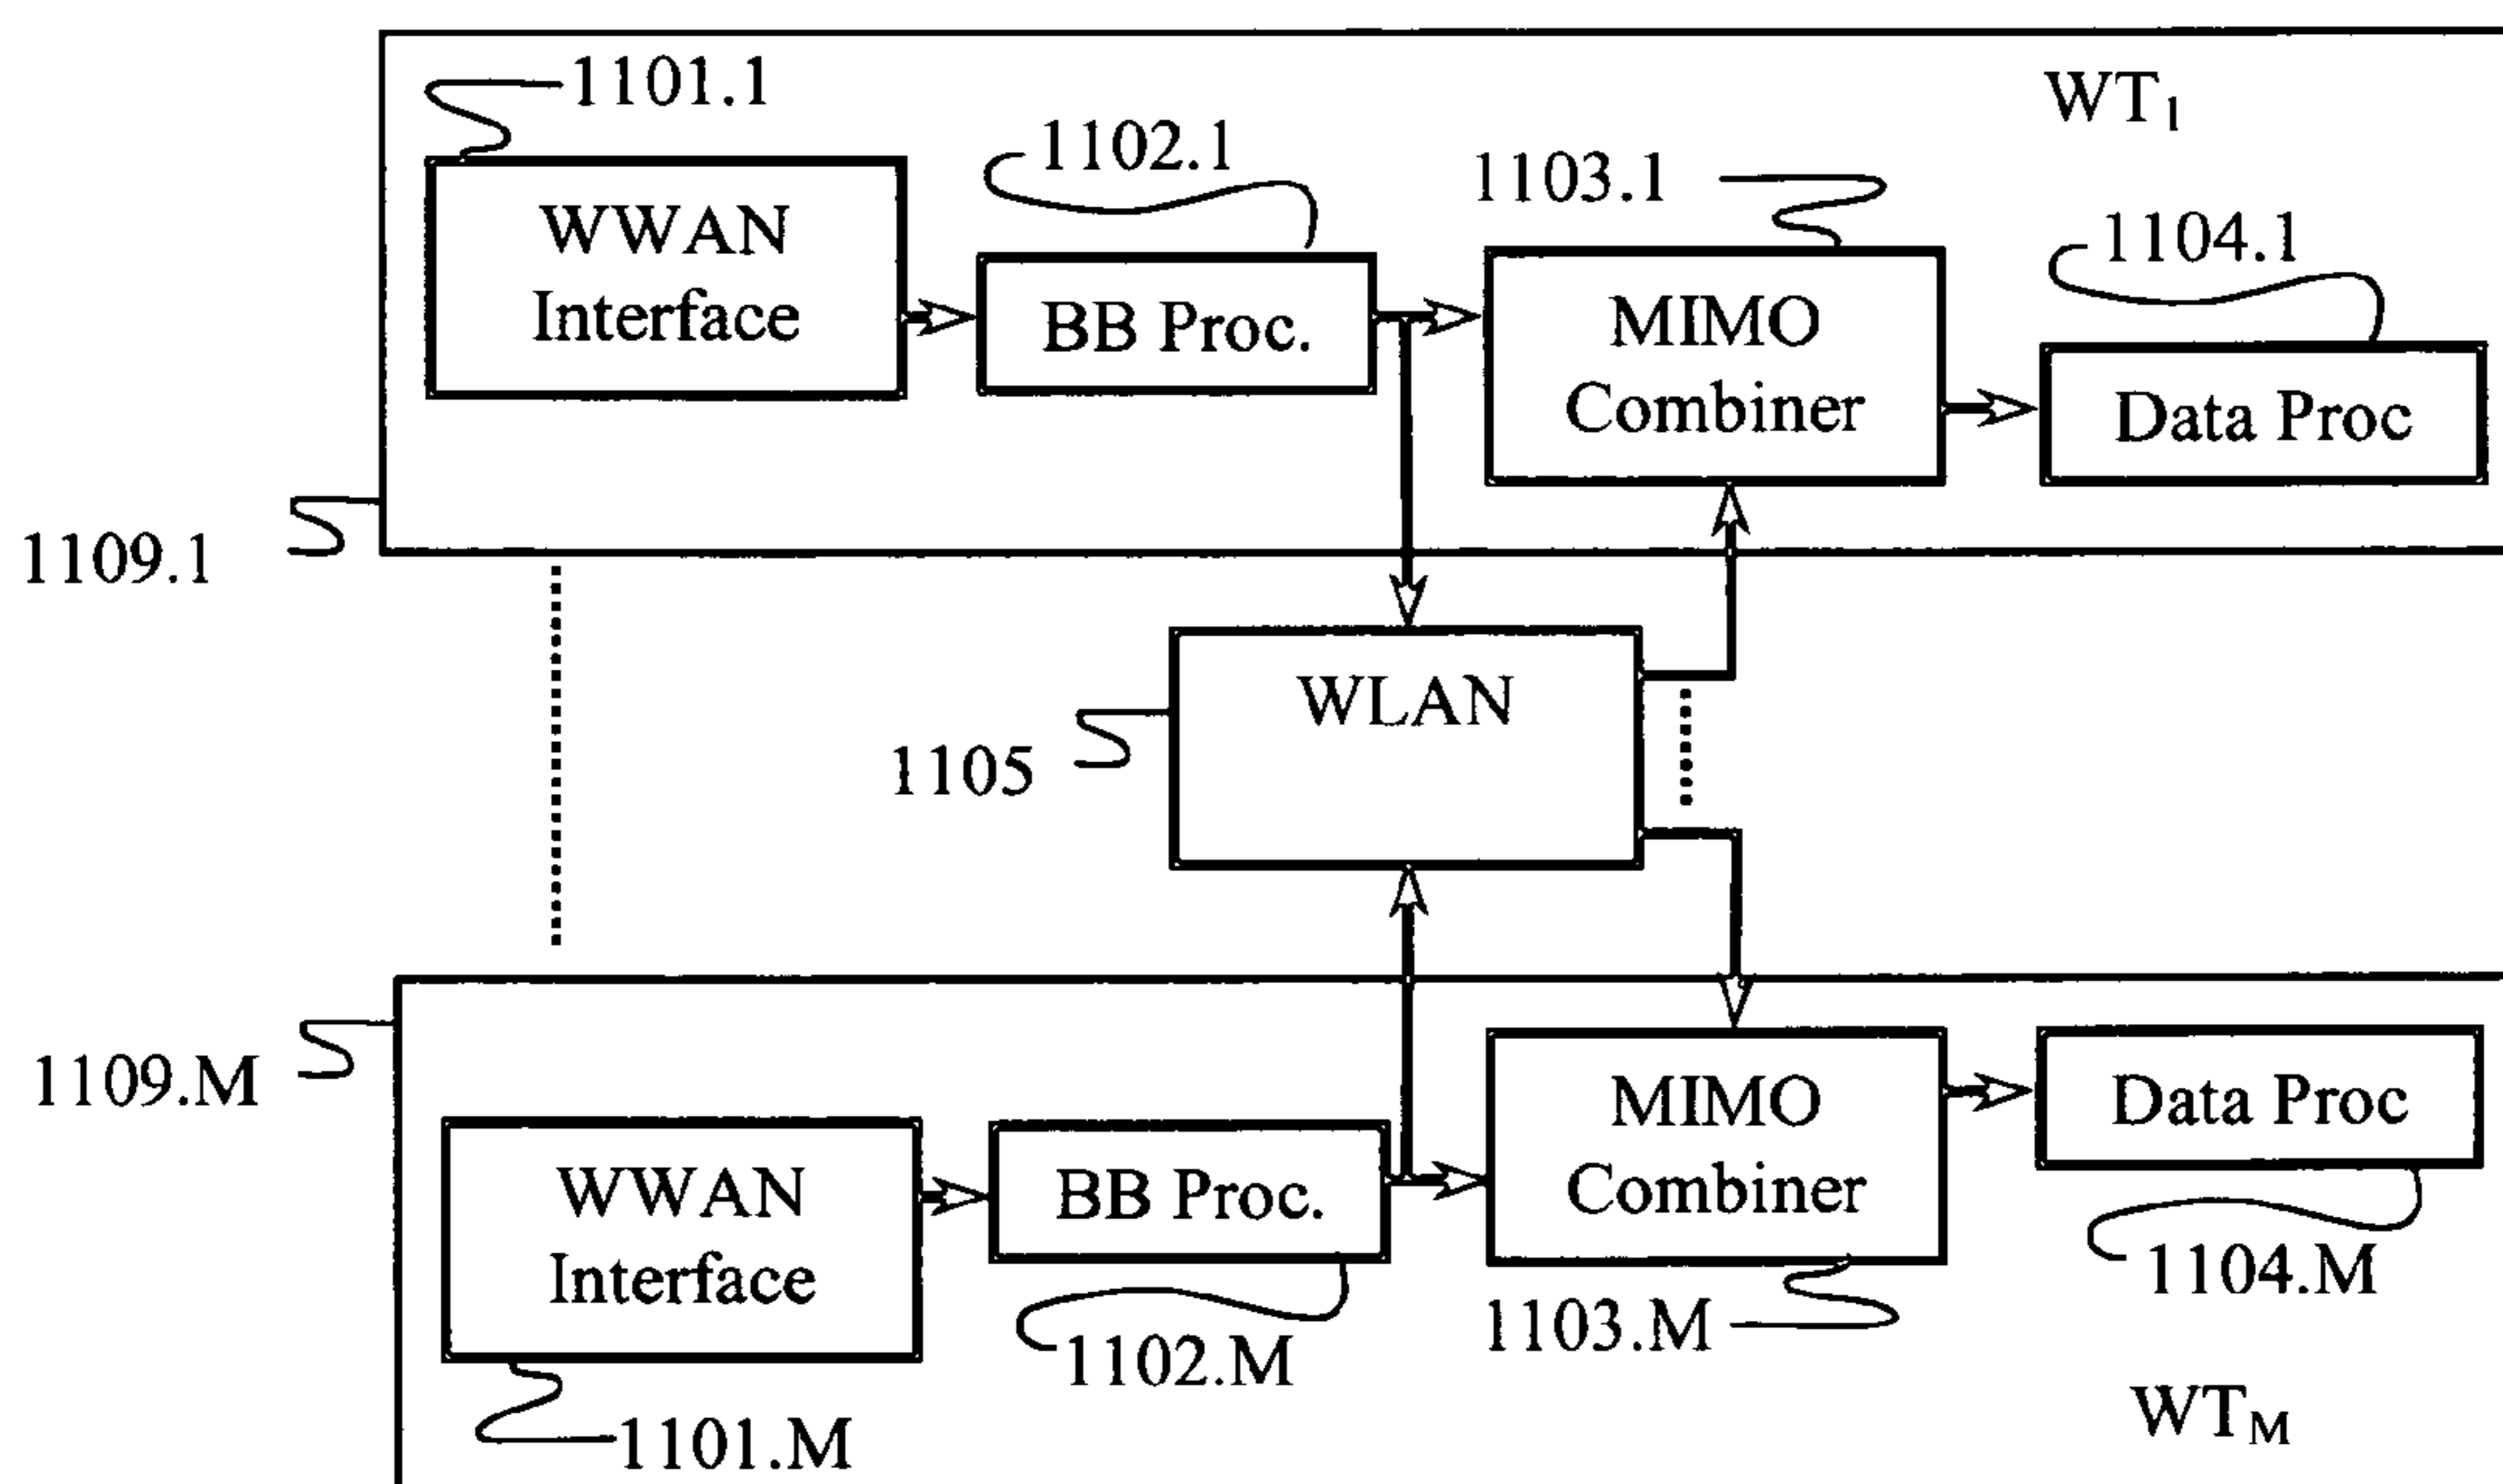 1101.1
WT1
1102.1
1103.1
1104.1
WWAN
Interface
BB Proc.
MIMO
Combiner
Data Proc
1109.1
WLAN
1105
1109.M
WWAN
Interface
BB Proc.
MIMO
Combiner
Data Proc
1104.M
1103.M
1102.M
1101.M
WTM